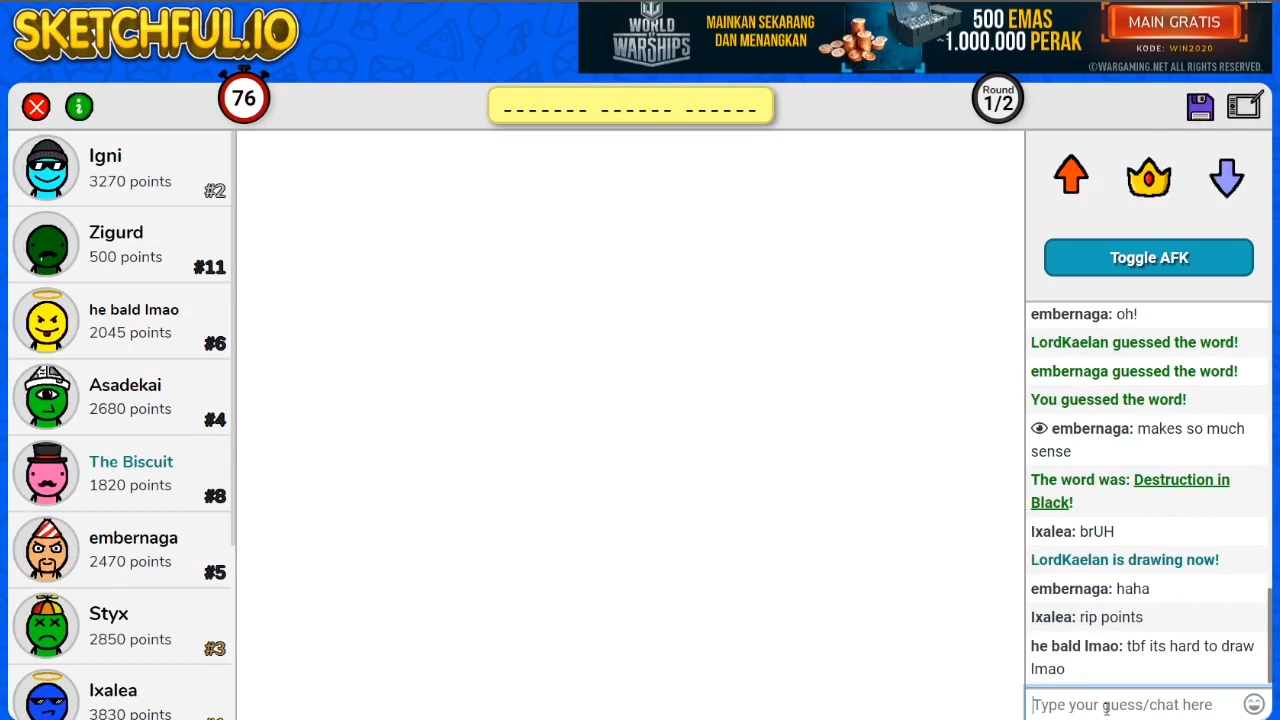 SKETCHFUL.IO
WORLD OF WARSHIPS
MAINKAN SEKARANG
DAN MENANGKAN
500 EMAS
1.000.000 PERAK
MAIN GRATIS
KODE: WIN2020
©WARGAMING.NET ALL RIGHTS RESERVED.
76
_ _ _ _ _ _ _ _ _ _ _ _ _ _ _ _ _ _ _
Round
1/2
Igni
3270 points
#2
Zigurd
500 points
#11
he bald lmao
2045 points
#6
Asadekai
2680 points
#4
The Biscuit
1820 points
#8
embernaga
2470 points
#5
Styx
2850 points
#3
Ixalea
3830 points
Toggle AFK
embernaga: oh!
LordKaelan guessed the word!
embernaga guessed the word!
You guessed the word!
embernaga: makes so much
sense
The word was: Destruction in
Black!
Ixalea: brUH
LordKaelan is drawing now!
embernaga: haha
Ixalea: rip points
he bald lmao: tbf its hard to draw
lmao
Type your guess/chat here